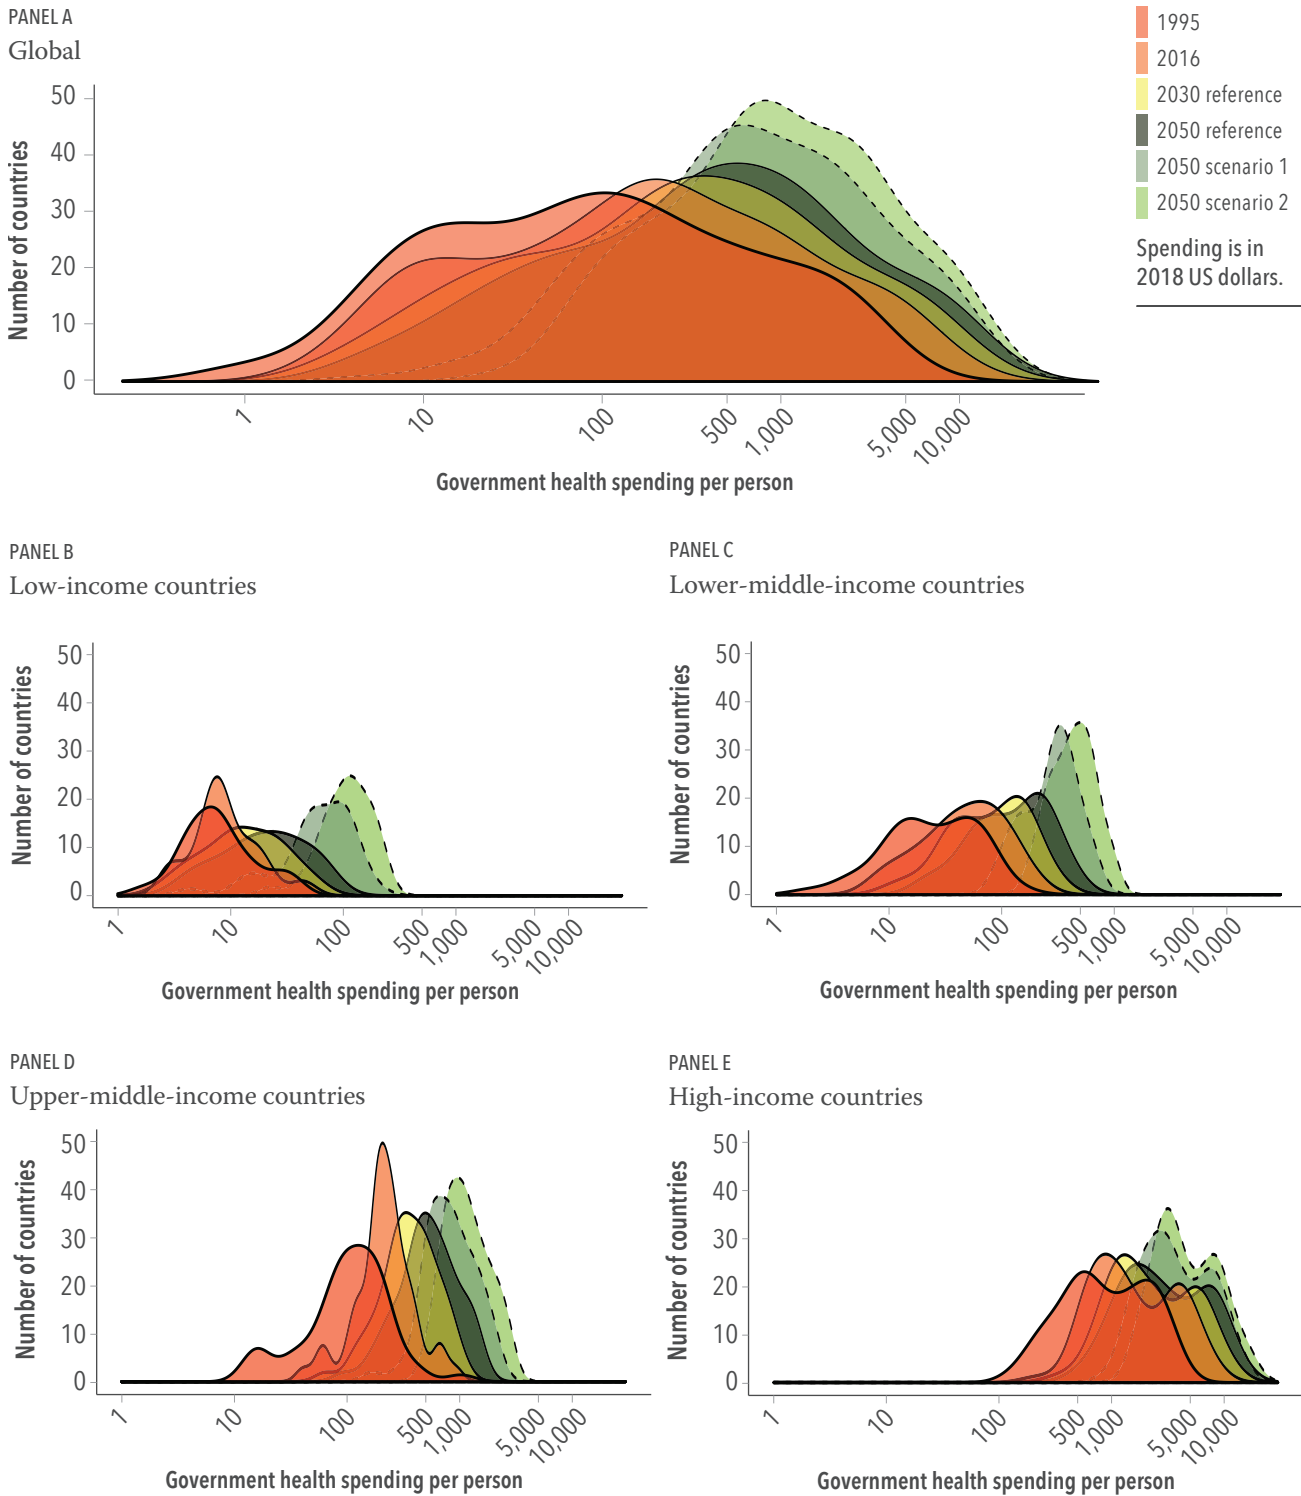 PANEL A
Global
1995
2016
2030 reference
2050 reference
2050 scenario 1
2050 scenario 2
Spending is in
2018 US dollars.
Number of countries
50
40
30
20
10
0
1
10
100
500
1,000
5,000
10,000
Government health spending per person
PANEL B
Low-income countries
Number of countries
50
40
30
20
10
0
1
10
100
500
1,000
5,000
10,000
Government health spending per person
PANEL C
Lower-middle-income countries
Number of countries
50
40
30
20
10
0
1
10
100
500
1,000
5,000
10,000
Government health spending per person
PANEL D
Upper-middle-income countries
Number of countries
50
40
30
20
10
0
1
10
100
500
1,000
5,000
10,000
Government health spending per person
PANEL E
High-income countries
Number of countries
50
40
30
20
10
0
1
10
100
500
1,000
5,000
10,000
Government health spending per person